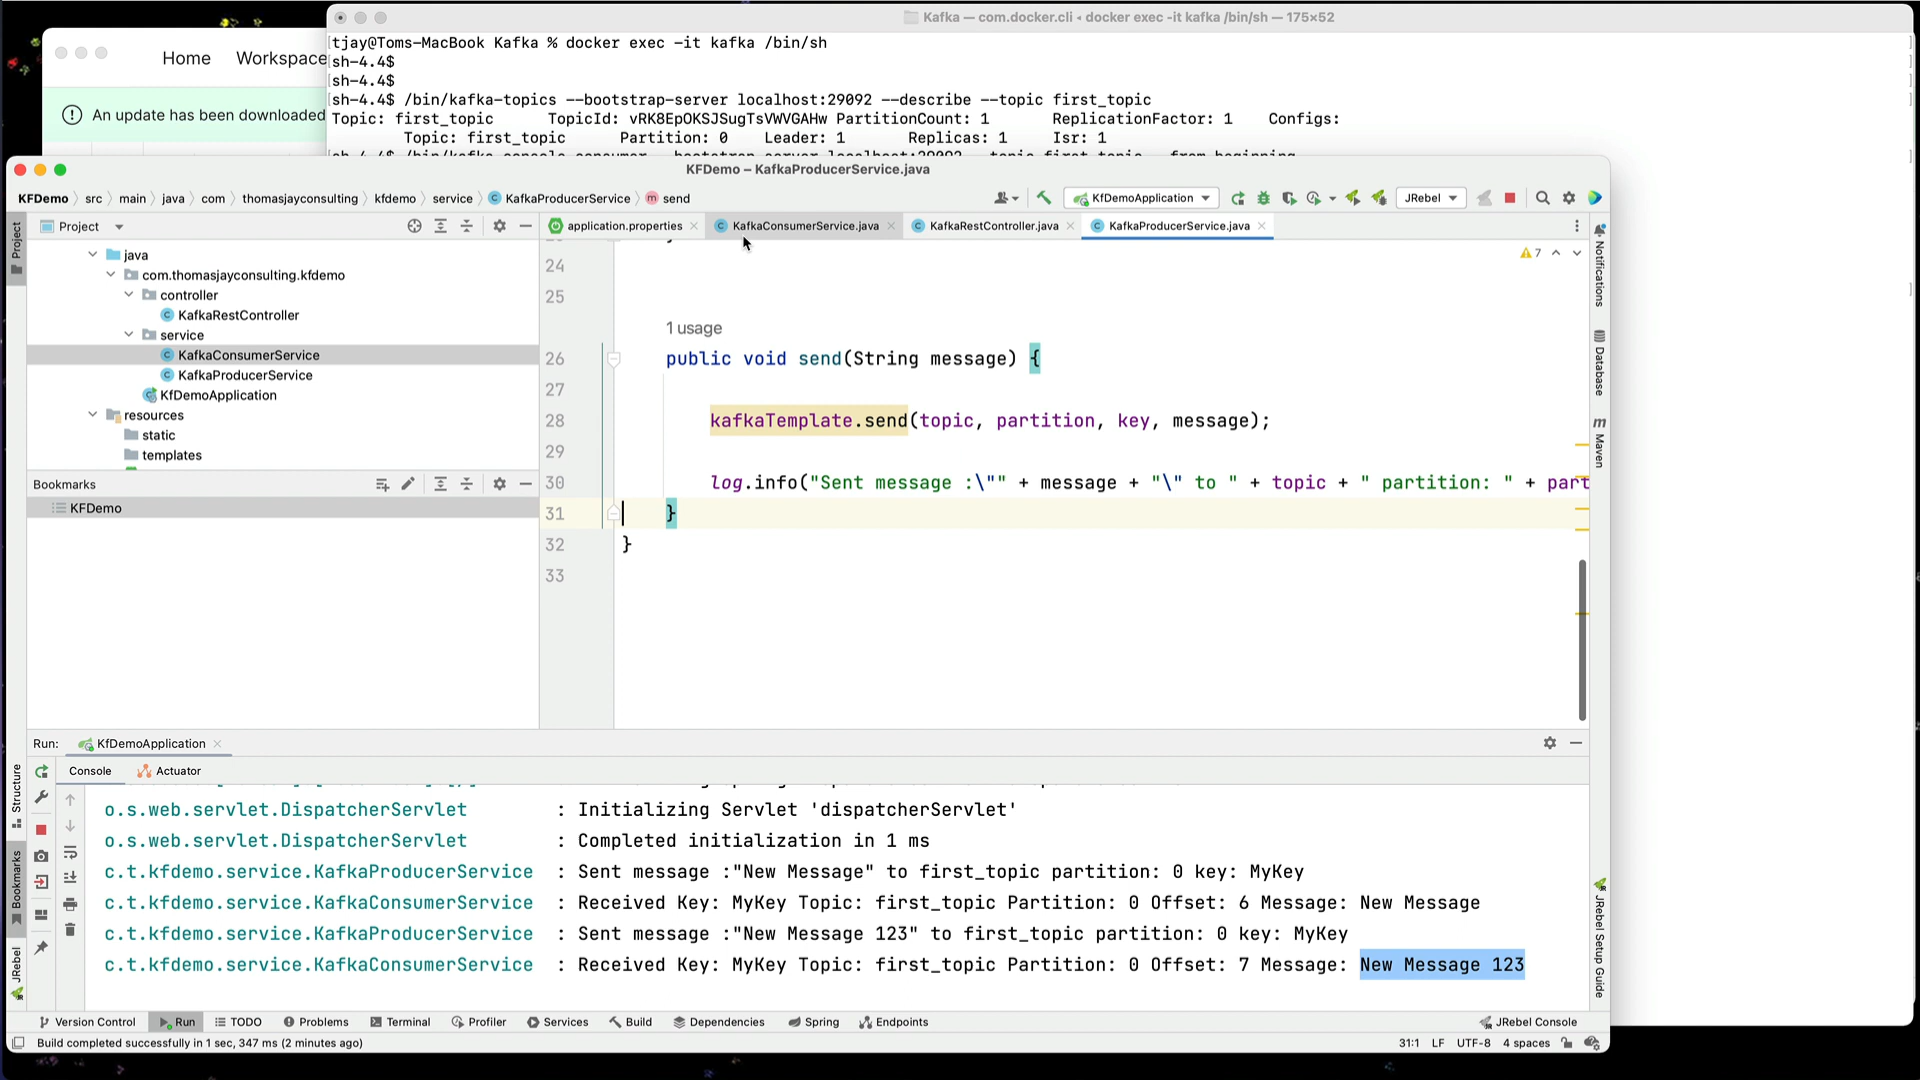 Kafka — com.docker.cli ◂ docker exec -it kafka /bin/sh — 175×52
Home Workspace
An update has been downloaded
tjay@Toms-MacBook Kafka % docker exec -it kafka /bin/sh
sh-4.4$
sh-4.4$
sh-4.4$ /bin/kafka-topics --bootstrap-server localhost:29092 --describe --topic first_topic
Topic: first_topic TopicId: vRK8EpOKSJSugTsVWVGAHw PartitionCount: 1 ReplicationFactor: 1 Configs:
Topic: first_topic Partition: 0 Leader: 1 Replicas: 1 Isr: 1
KFDemo – KafkaProducerService.java
KFDemo src main java com thomasjayconsulting kfdemo service KafkaProducerService send
KfDemoApplication
JRebel
Project
application.properties KafkaConsumerService.java KafkaRestController.java KafkaProducerService.java
Project
java
com.thomasjayconsulting.kfdemo
controller
KafkaRestController
service
KafkaConsumerService
KafkaProducerService
KfDemoApplication
resources
static
templates
Bookmarks
KFDemo
7
24
25
1 usage
26 public void send(String message) {
27
28 kafkaTemplate.send(topic, partition, key, message);
29
30 log.info("Sent message :\"" + message + "\" to " + topic + " partition: " + part
31 }
32 }
33
Notifications
Database
Maven
JRebel Setup Guide
Structure
Bookmarks
JRebel
Run: KfDemoApplication
Console Actuator
o.s.web.servlet.DispatcherServlet : Initializing Servlet 'dispatcherServlet'
o.s.web.servlet.DispatcherServlet : Completed initialization in 1 ms
c.t.kfdemo.service.KafkaProducerService : Sent message :"New Message" to first_topic partition: 0 key: MyKey
c.t.kfdemo.service.KafkaConsumerService : Received Key: MyKey Topic: first_topic Partition: 0 Offset: 6 Message: New Message
c.t.kfdemo.service.KafkaProducerService : Sent message :"New Message 123" to first_topic partition: 0 key: MyKey
c.t.kfdemo.service.KafkaConsumerService : Received Key: MyKey Topic: first_topic Partition: 0 Offset: 7 Message: New Message 123
Version Control Run TODO Problems Terminal Profiler Services Build Dependencies Spring Endpoints JRebel Console
Build completed successfully in 1 sec, 347 ms (2 minutes ago) 31:1 LF UTF-8 4 spaces